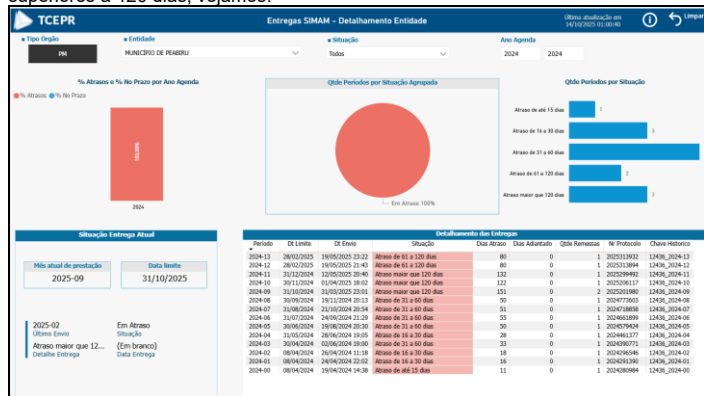 superiores a 120 dias, vejamos:
TCEPR
Entregas SIMAM - Detalhamento Entidade
Última atualização em
14/10/2025 01:00:40
Limpar
Tipo Órgão
Entidade
Situação
Ano Agenda
PM
MUNICÍPIO DE PEABIRU
Todos
2024 2024
% Atrasos e % No Prazo por Ano Agenda
% Atrasos % No Prazo
100,00%
2024
Qtde Períodos por Situação Agrupada
Em Atraso 100%
Qtde Períodos por Situação
Atraso de até 15 dias 1
Atraso de 16 a 30 dias 3
Atraso de 31 a 60 dias
Atraso de 61 a 120 dias 2
Atraso maior que 120 dias 3
Situação Entrega Atual
Mês atual de prestação
2025-09
Data limite
31/10/2025
2025-02
Último Envio
Em Atraso
Situação
Atraso maior que 12...
Detalhe Entrega
(Em branco)
Data Entrega
Detalhamento das Entregas
Período Dt Limite Dt Envio Situação Dias Atraso Dias Adiantado Qtde Remessas Nr Protocolo Chave Historico
2024-13 28/02/2025 19/05/2025 23:22 Atraso de 61 a 120 dias 80 0 1 2025313932 12436_2024-13
2024-12 28/02/2025 19/05/2025 21:43 Atraso de 61 a 120 dias 80 0 1 2025313894 12436_2024-12
2024-11 31/12/2024 12/05/2025 20:40 Atraso maior que 120 dias 132 0 1 2025299492 12436_2024-11
2024-10 30/11/2024 01/04/2025 18:02 Atraso maior que 120 dias 122 0 1 2025206117 12436_2024-10
2024-09 31/10/2024 31/03/2025 23:01 Atraso maior que 120 dias 151 0 2 2025201980 12436_2024-09
2024-08 30/09/2024 19/11/2024 20:13 Atraso de 31 a 60 dias 50 0 1 2024773603 12436_2024-08
2024-07 31/08/2024 21/10/2024 20:54 Atraso de 31 a 60 dias 51 0 1 2024718838 12436_2024-07
2024-06 31/07/2024 24/09/2024 21:29 Atraso de 31 a 60 dias 55 0 1 2024661899 12436_2024-06
2024-05 30/06/2024 19/08/2024 20:30 Atraso de 31 a 60 dias 50 0 1 2024579424 12436_2024-05
2024-04 31/05/2024 28/06/2024 19:05 Atraso de 16 a 30 dias 28 0 1 2024461377 12436_2024-04
2024-03 30/04/2024 02/06/2024 19:00 Atraso de 31 a 60 dias 33 0 1 2024390771 12436_2024-03
2024-02 08/04/2024 26/04/2024 11:18 Atraso de 16 a 30 dias 18 0 1 2024296546 12436_2024-02
2024-01 08/04/2024 24/04/2024 22:02 Atraso de 16 a 30 dias 16 0 1 2024291390 12436_2024-01
2024-00 08/04/2024 19/04/2024 14:38 Atraso de até 15 dias 11 0 1 2024280984 12436_2024-00